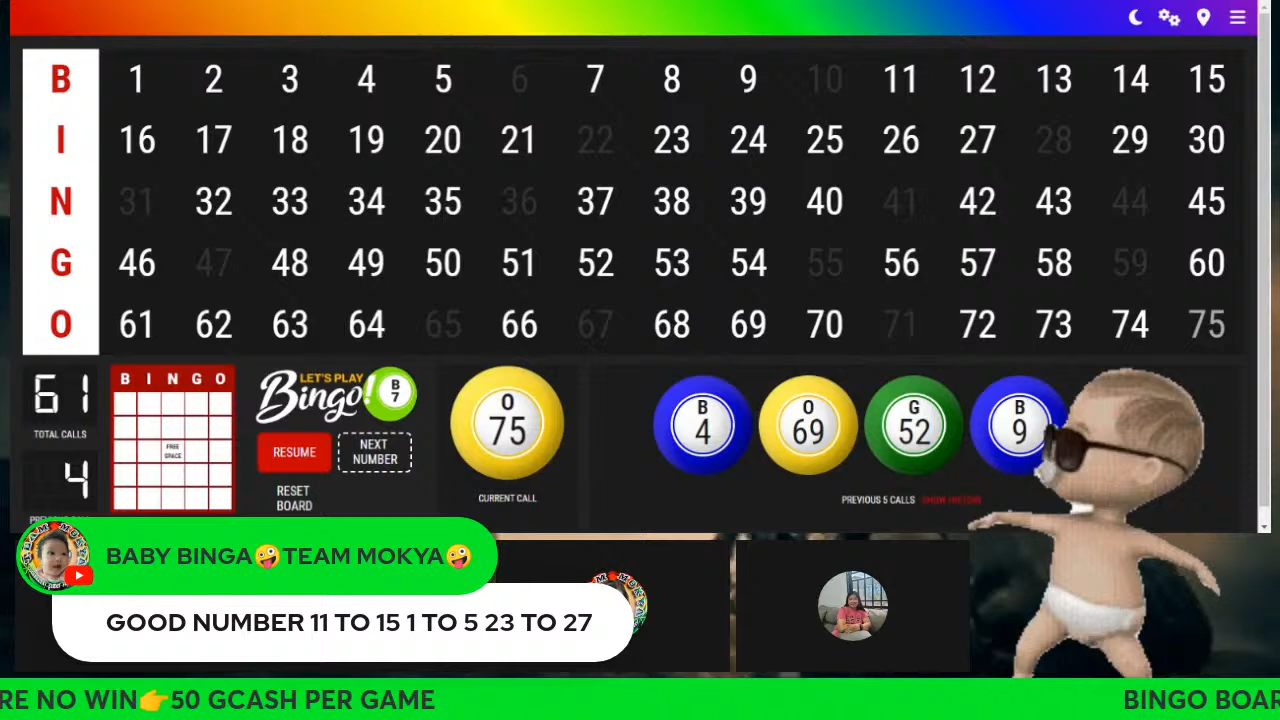 B 1 2 3 4 5 6 7 8 9 10 11 12 13 14 15
I 16 17 18 19 20 21 22 23 24 25 26 27 28 29 30
N 31 32 33 34 35 36 37 38 39 40 41 42 43 44 45
G 46 47 48 49 50 51 52 53 54 55 56 57 58 59 60
O 61 62 63 64 65 66 67 68 69 70 71 72 73 74 75
61
TOTAL CALLS
4
B I N G O
FREE
SPACE
LET'S PLAY
Bingo!
B
7
RESUME
NEXT
NUMBER
RESET
BOARD
O
75
CURRENT CALL
B
4
O
69
G
52
B
9
PREVIOUS 5 CALLS
BABY BINGA🤪TEAM MOKYA🤪
GOOD NUMBER 11 TO 15 1 TO 5 23 TO 27
RE NO WIN👉50 GCASH PER GAME
BINGO BOAR